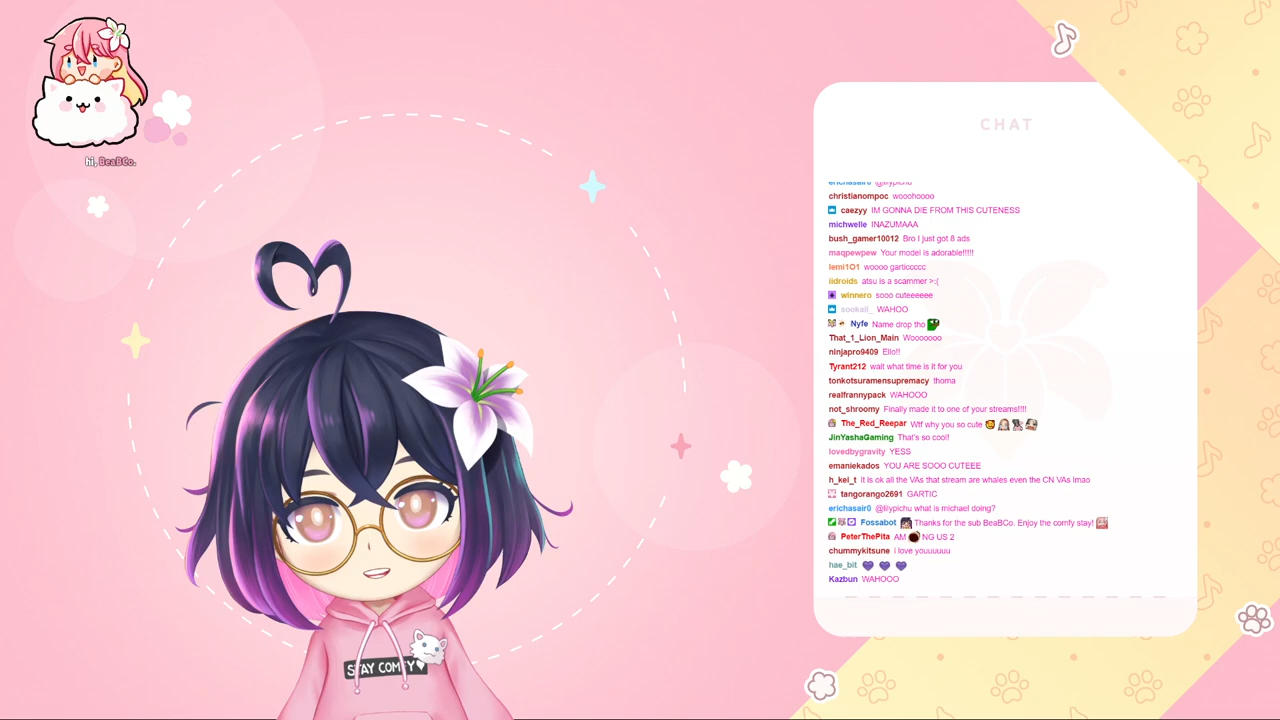 hi, BeaBCo.
CHAT
erichasair0 @lilypichu
christianompoc wooohoooo
caezyy IM GONNA DIE FROM THIS CUTENESS
michwelle INAZUMAAA
bush_gamer10012 Bro I just got 8 ads
maqpewpew Your model is adorable!!!!!
lemi1O1 woooo garticcccc
iidroids atsu is a scammer >:(
winnero sooo cuteeeeee
sookali_ WAHOO
Nyfe Name drop tho
That_1_Lion_Main Wooooooo
ninjapro9409 Ello!!
Tyrant212 wait what time is it for you
tonkotsuramensupremacy thoma
realfrannypack WAHOOO
not_shroomy Finally made it to one of your streams!!!!
The_Red_Reepar Wtf why you so cute
JinYashaGaming That's so cool!
lovedbygravity YESS
emaniekados YOU ARE SOOO CUTEEE
h_kei_t It is ok all the VAs that stream are whales even the CN VAs lmao
tangorango2691 GARTIC
erichasair0 @lilypichu what is michael doing?
Fossabot Thanks for the sub BeaBCo. Enjoy the comfy stay!
PeterThePita AM NG US 2
chummykitsune i love youuuuuu
hae_bit
Kazbun WAHOOO
STAY COMFY